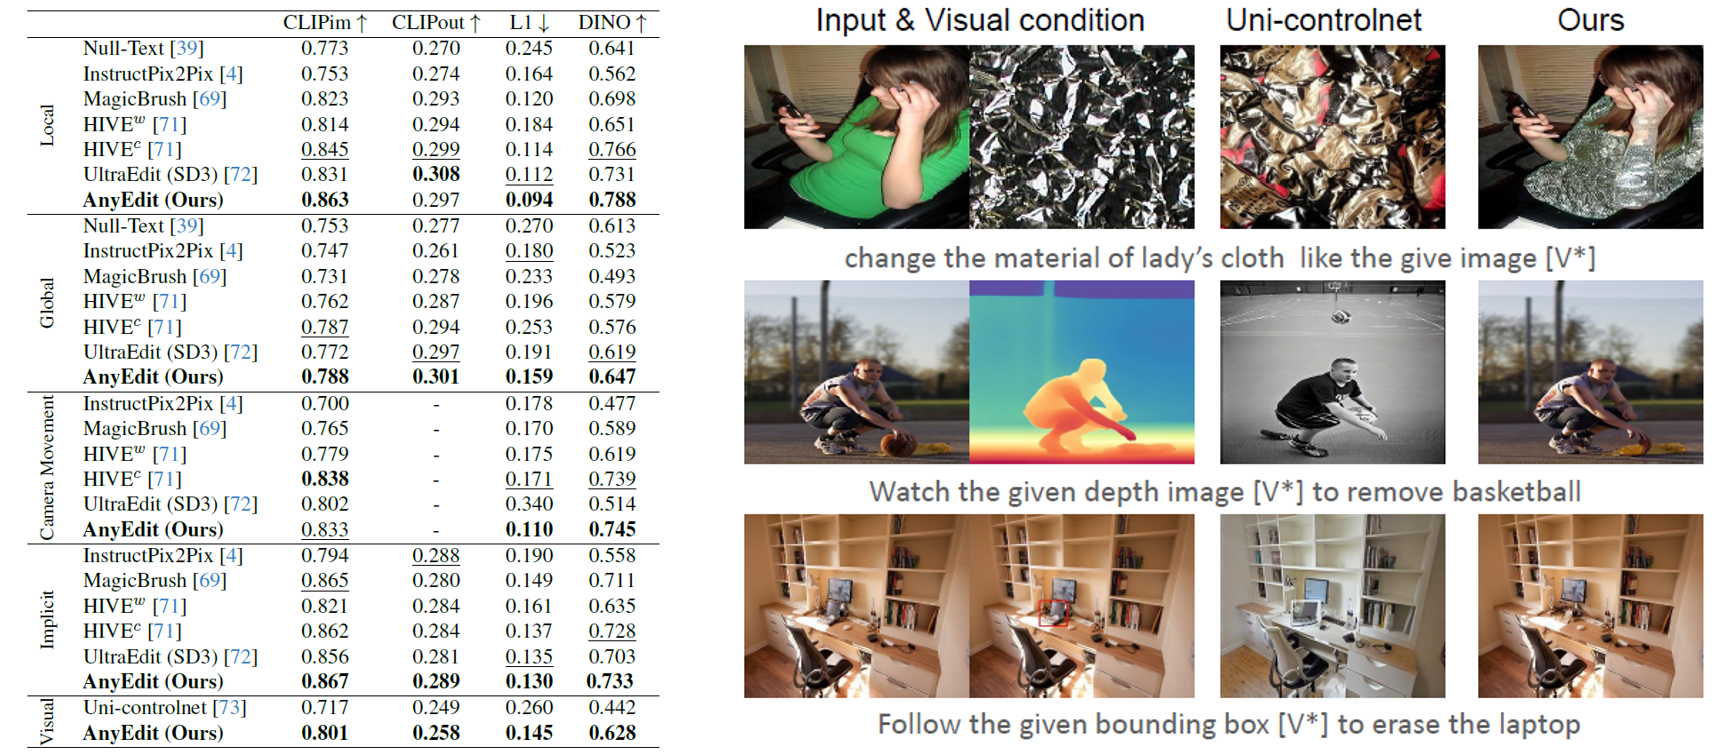 CLIPim ↑ CLIPout ↑ L1 ↓ DINO ↑
Local
Null-Text [39] 0.773 0.270 0.245 0.641
InstructPix2Pix [4] 0.753 0.274 0.164 0.562
MagicBrush [69] 0.823 0.293 0.120 0.698
HIVEʷ [71] 0.814 0.294 0.184 0.651
HIVEᶜ [71] 0.845 0.299 0.114 0.766
UltraEdit (SD3) [72] 0.831 0.308 0.112 0.731
AnyEdit (Ours) 0.863 0.297 0.094 0.788
Global
Null-Text [39] 0.753 0.277 0.270 0.613
InstructPix2Pix [4] 0.747 0.261 0.180 0.523
MagicBrush [69] 0.731 0.278 0.233 0.493
HIVEʷ [71] 0.762 0.287 0.196 0.579
HIVEᶜ [71] 0.787 0.294 0.253 0.576
UltraEdit (SD3) [72] 0.772 0.297 0.191 0.619
AnyEdit (Ours) 0.788 0.301 0.159 0.647
Camera Movement
InstructPix2Pix [4] 0.700 - 0.178 0.477
MagicBrush [69] 0.765 - 0.170 0.589
HIVEʷ [71] 0.779 - 0.175 0.619
HIVEᶜ [71] 0.838 - 0.171 0.739
UltraEdit (SD3) [72] 0.802 - 0.340 0.514
AnyEdit (Ours) 0.833 - 0.110 0.745
Implicit
InstructPix2Pix [4] 0.794 0.288 0.190 0.558
MagicBrush [69] 0.865 0.280 0.149 0.711
HIVEʷ [71] 0.821 0.284 0.161 0.635
HIVEᶜ [71] 0.862 0.284 0.137 0.728
UltraEdit (SD3) [72] 0.856 0.281 0.135 0.703
AnyEdit (Ours) 0.867 0.289 0.130 0.733
Visual
Uni-controlnet [73] 0.717 0.249 0.260 0.442
AnyEdit (Ours) 0.801 0.258 0.145 0.628
Input & Visual condition Uni-controlnet Ours
change the material of lady's cloth like the give image [V*]
Watch the given depth image [V*] to remove basketball
Follow the given bounding box [V*] to erase the laptop